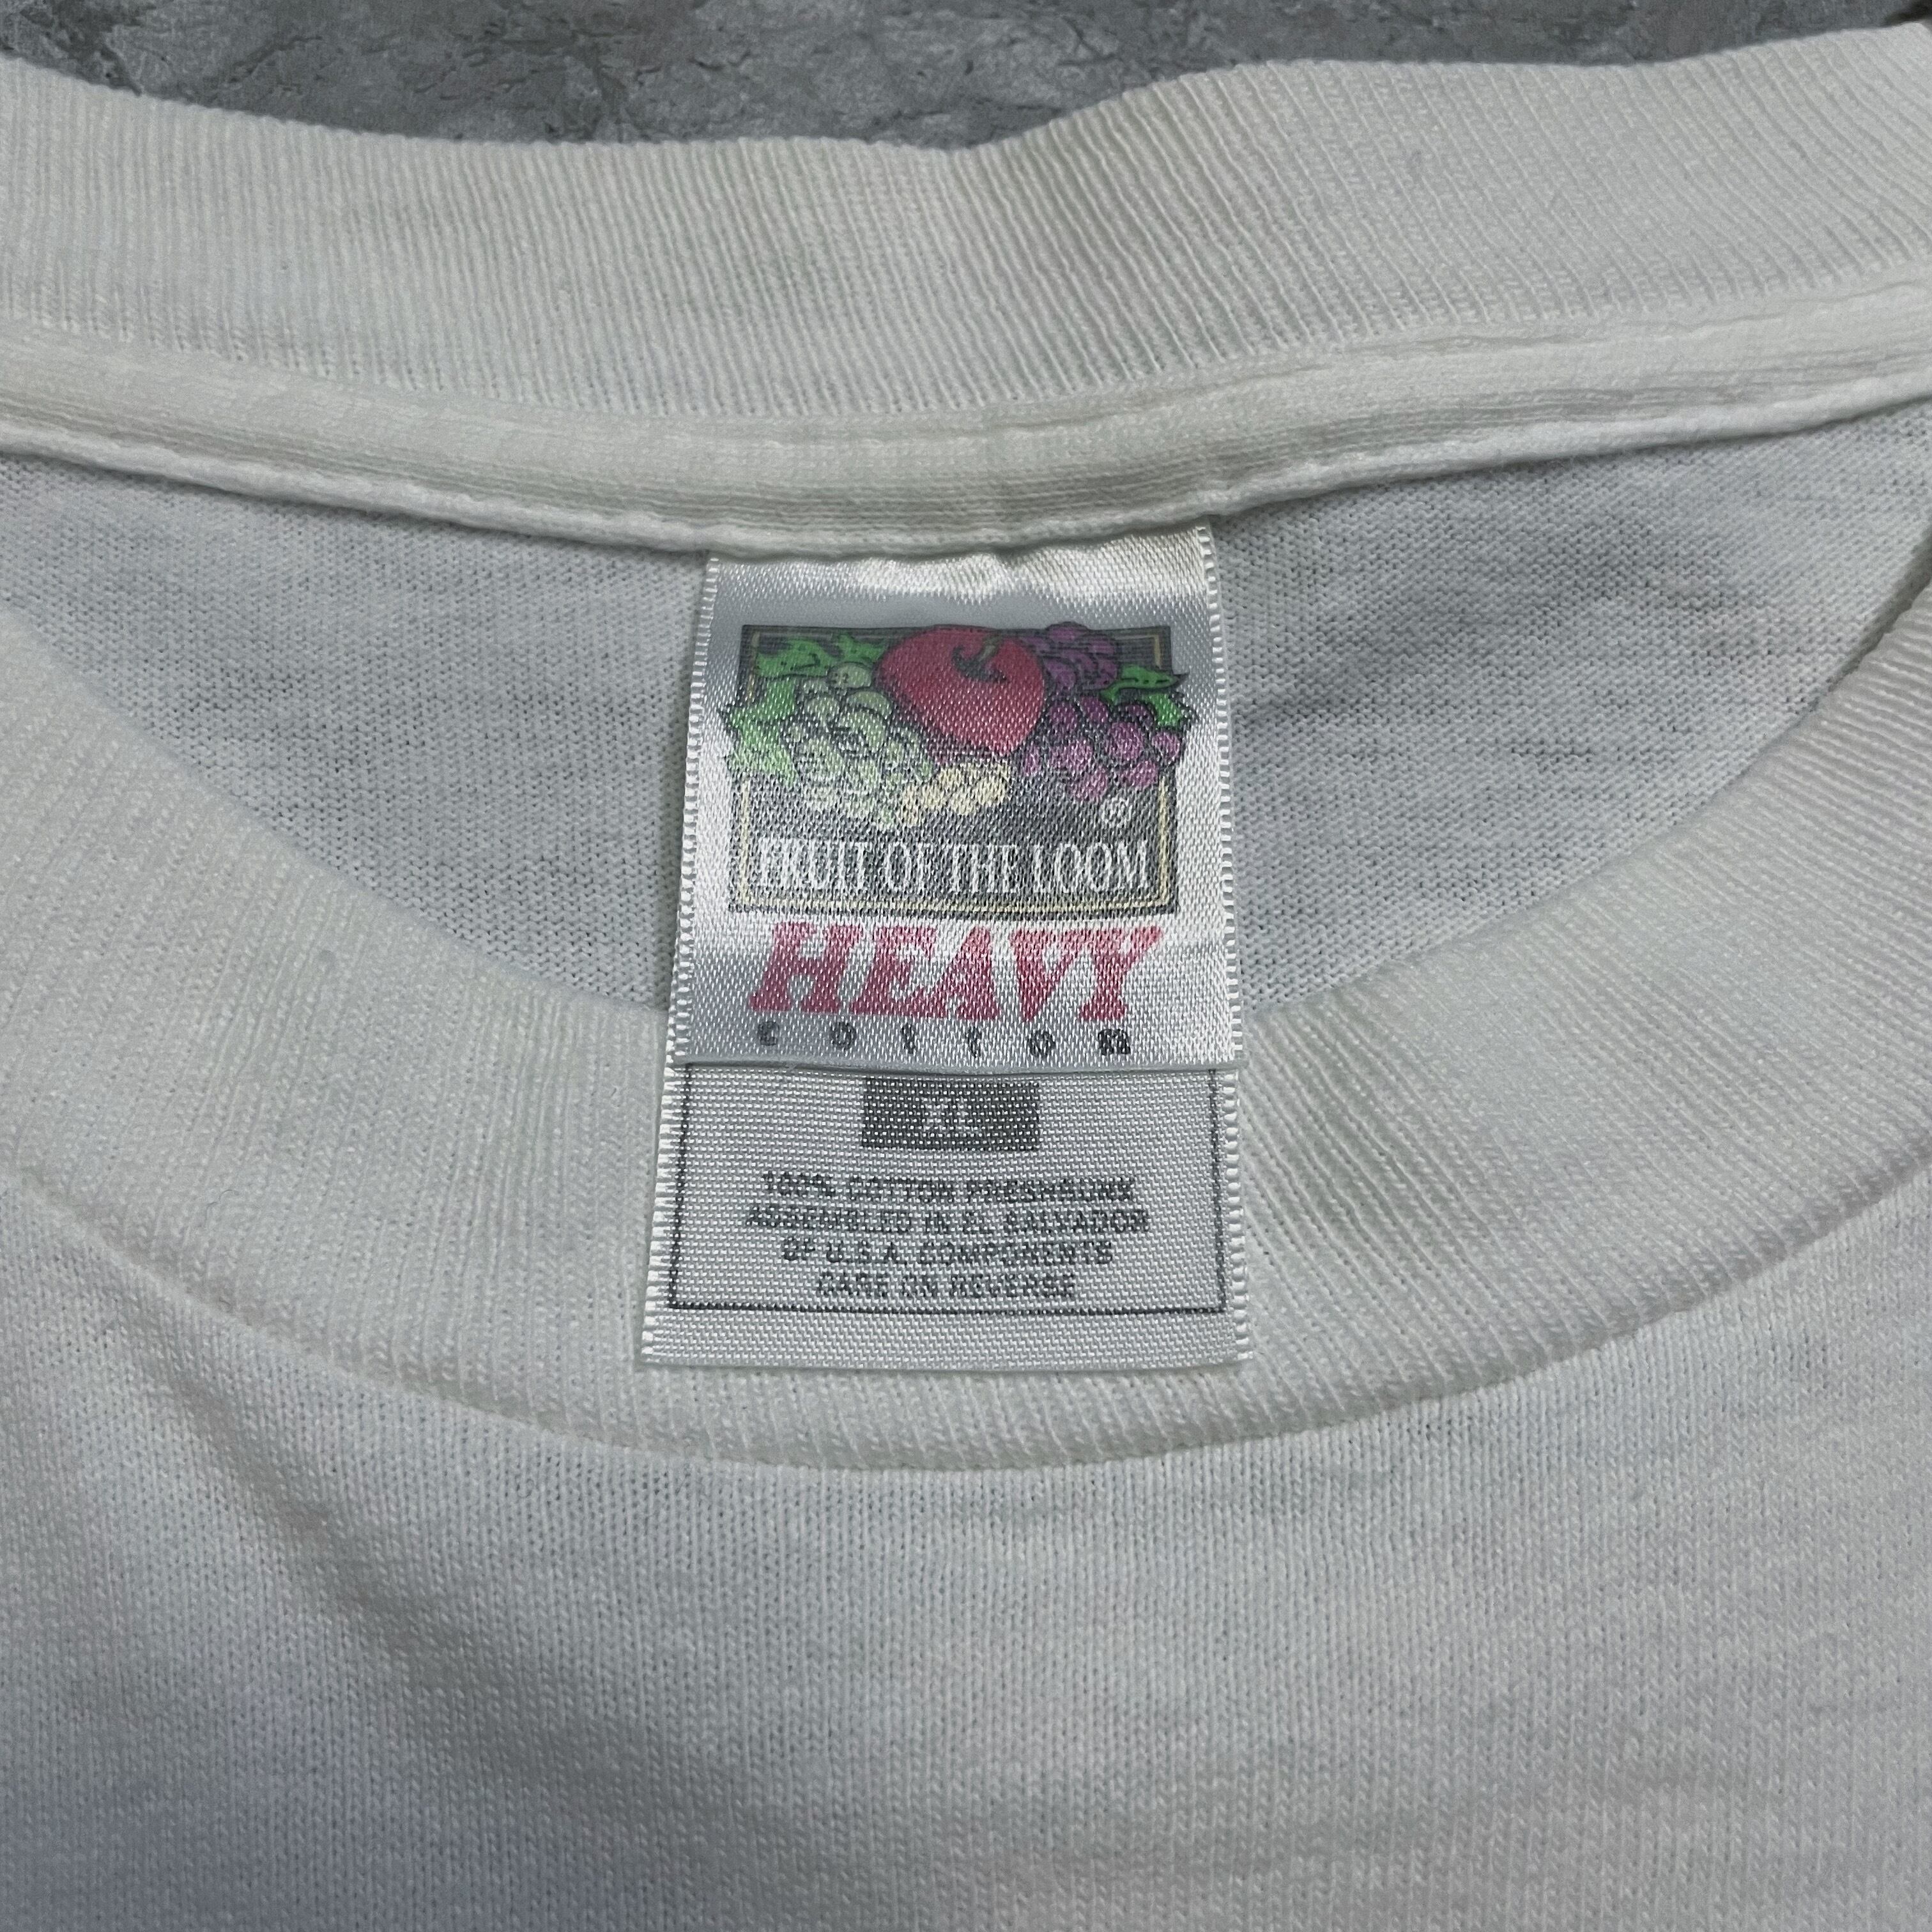 ®
FRUIT OF THE LOOM
HEAVY
cotton
XL
100% COTTON PRESHRUNK
ASSEMBLED IN EL SALVADOR
OF U.S.A. COMPONENTS
CARE ON REVERSE